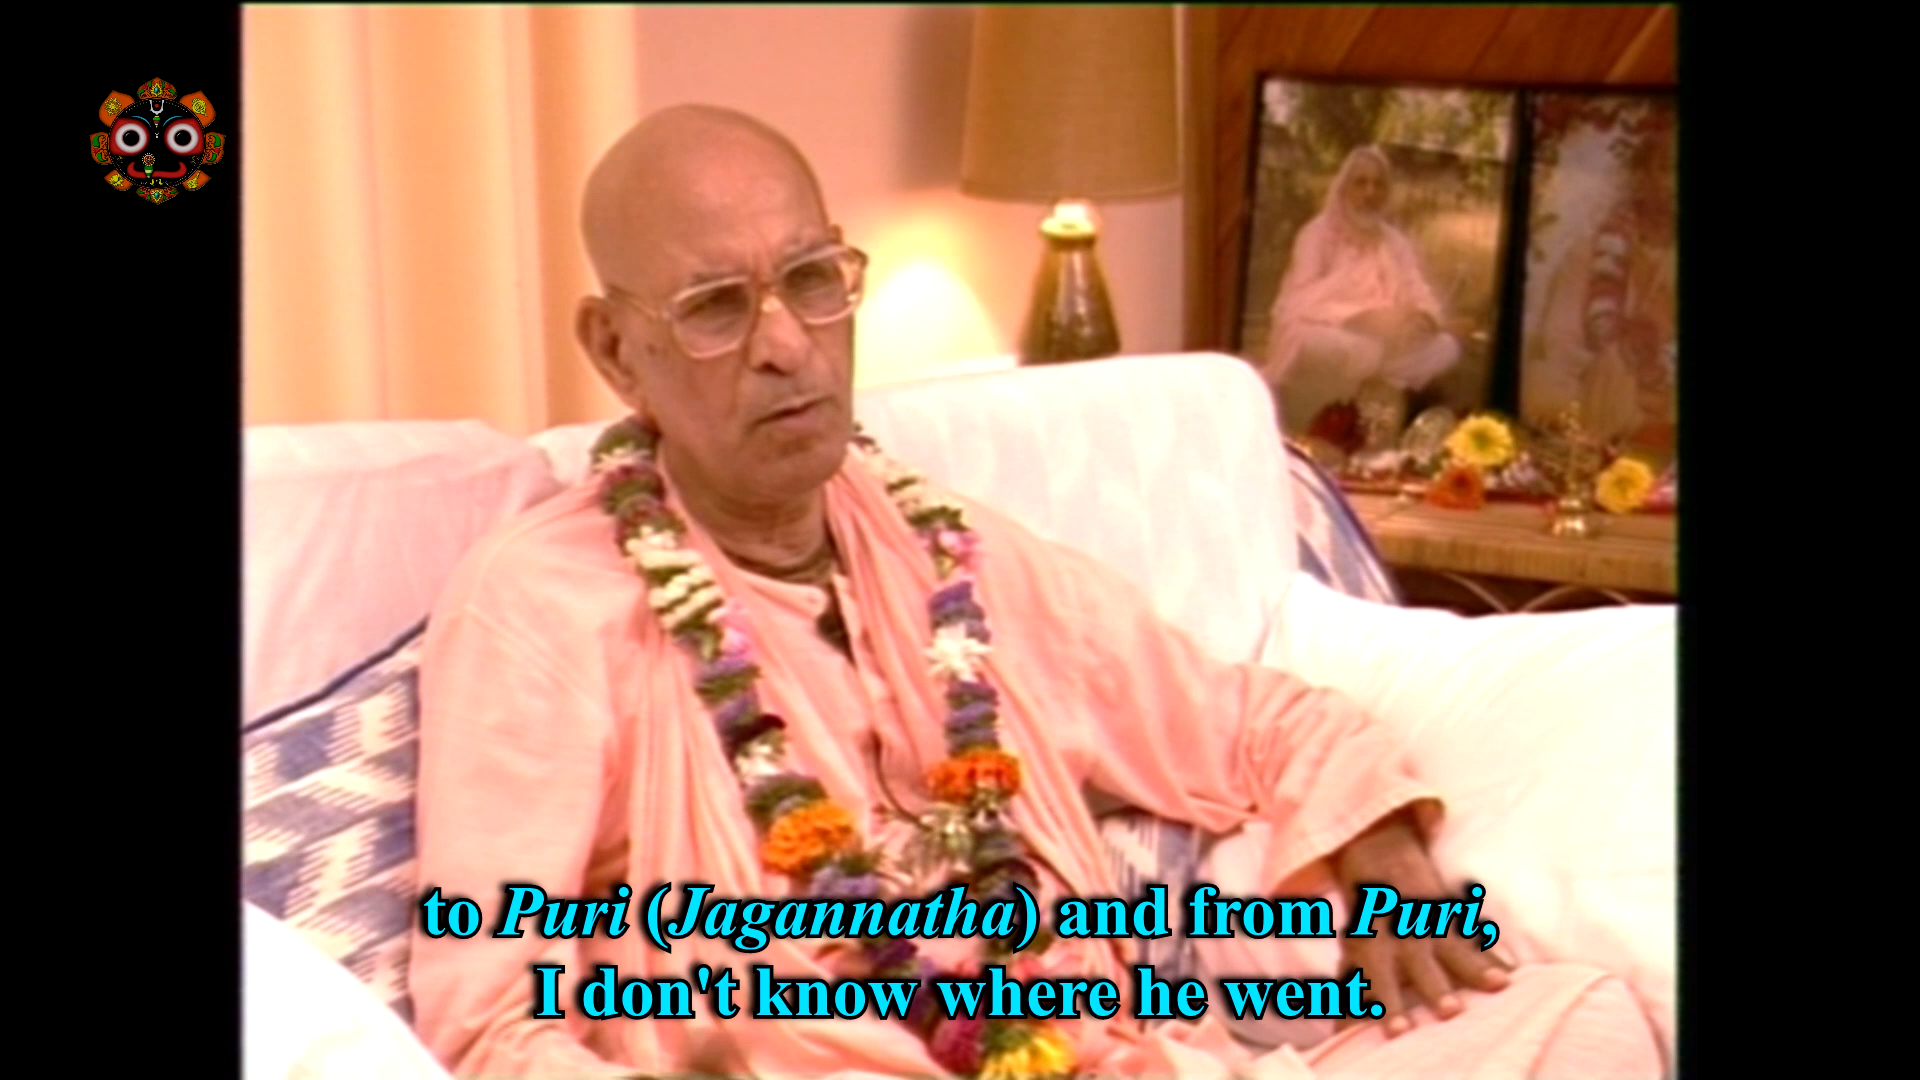 to Puri (Jagannatha) and from Puri,
I don't know where he went.